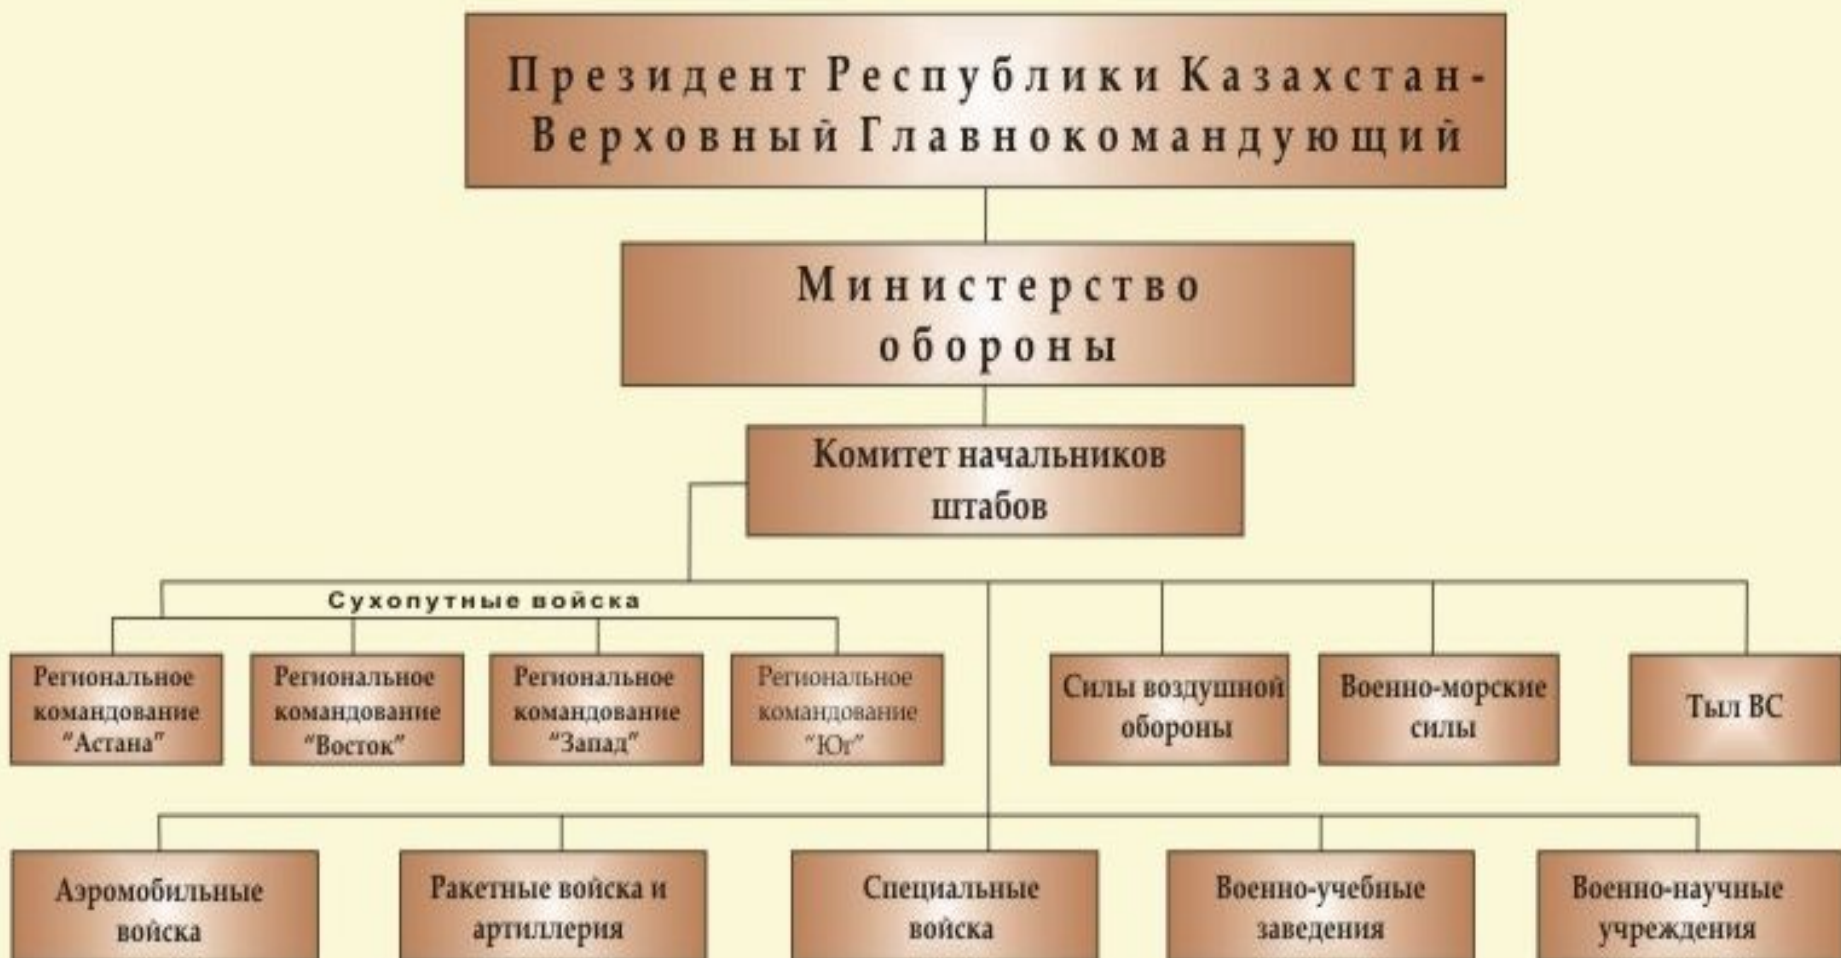 Президент Республики Казахстан-
Верховный Главнокомандующий
Министерство
обороны
Комитет начальников
штабов
Сухопутные войска
Региональное
командование
"Астана"
Региональное
командование
"Восток"
Региональное
командование
"Запад"
Региональное
командование
"Юг"
Силы воздушной
обороны
Военно-морские
силы
Тыл ВС
Аэромобильные
войска
Ракетные войска и
артиллерия
Специальные
войска
Военно-учебные
заведения
Военно-научные
учреждения